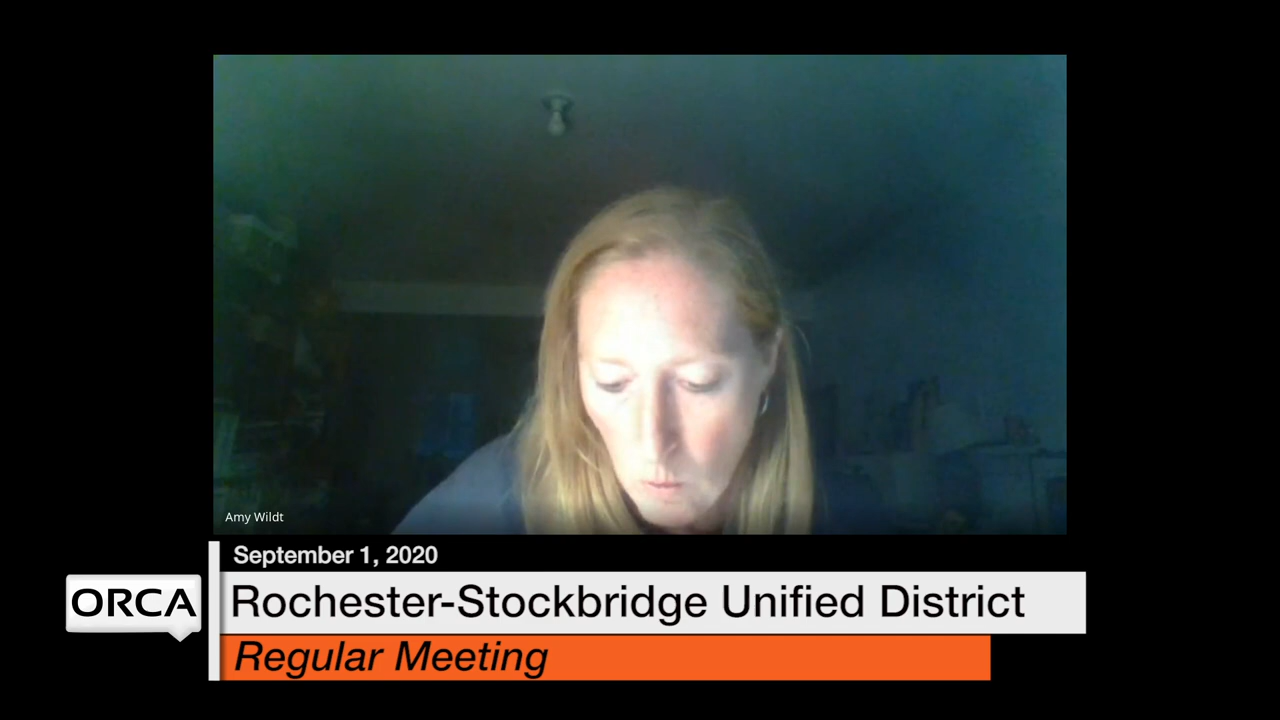 Amy Wildt
September 1, 2020
ORCA
Rochester-Stockbridge Unified District
Regular Meeting